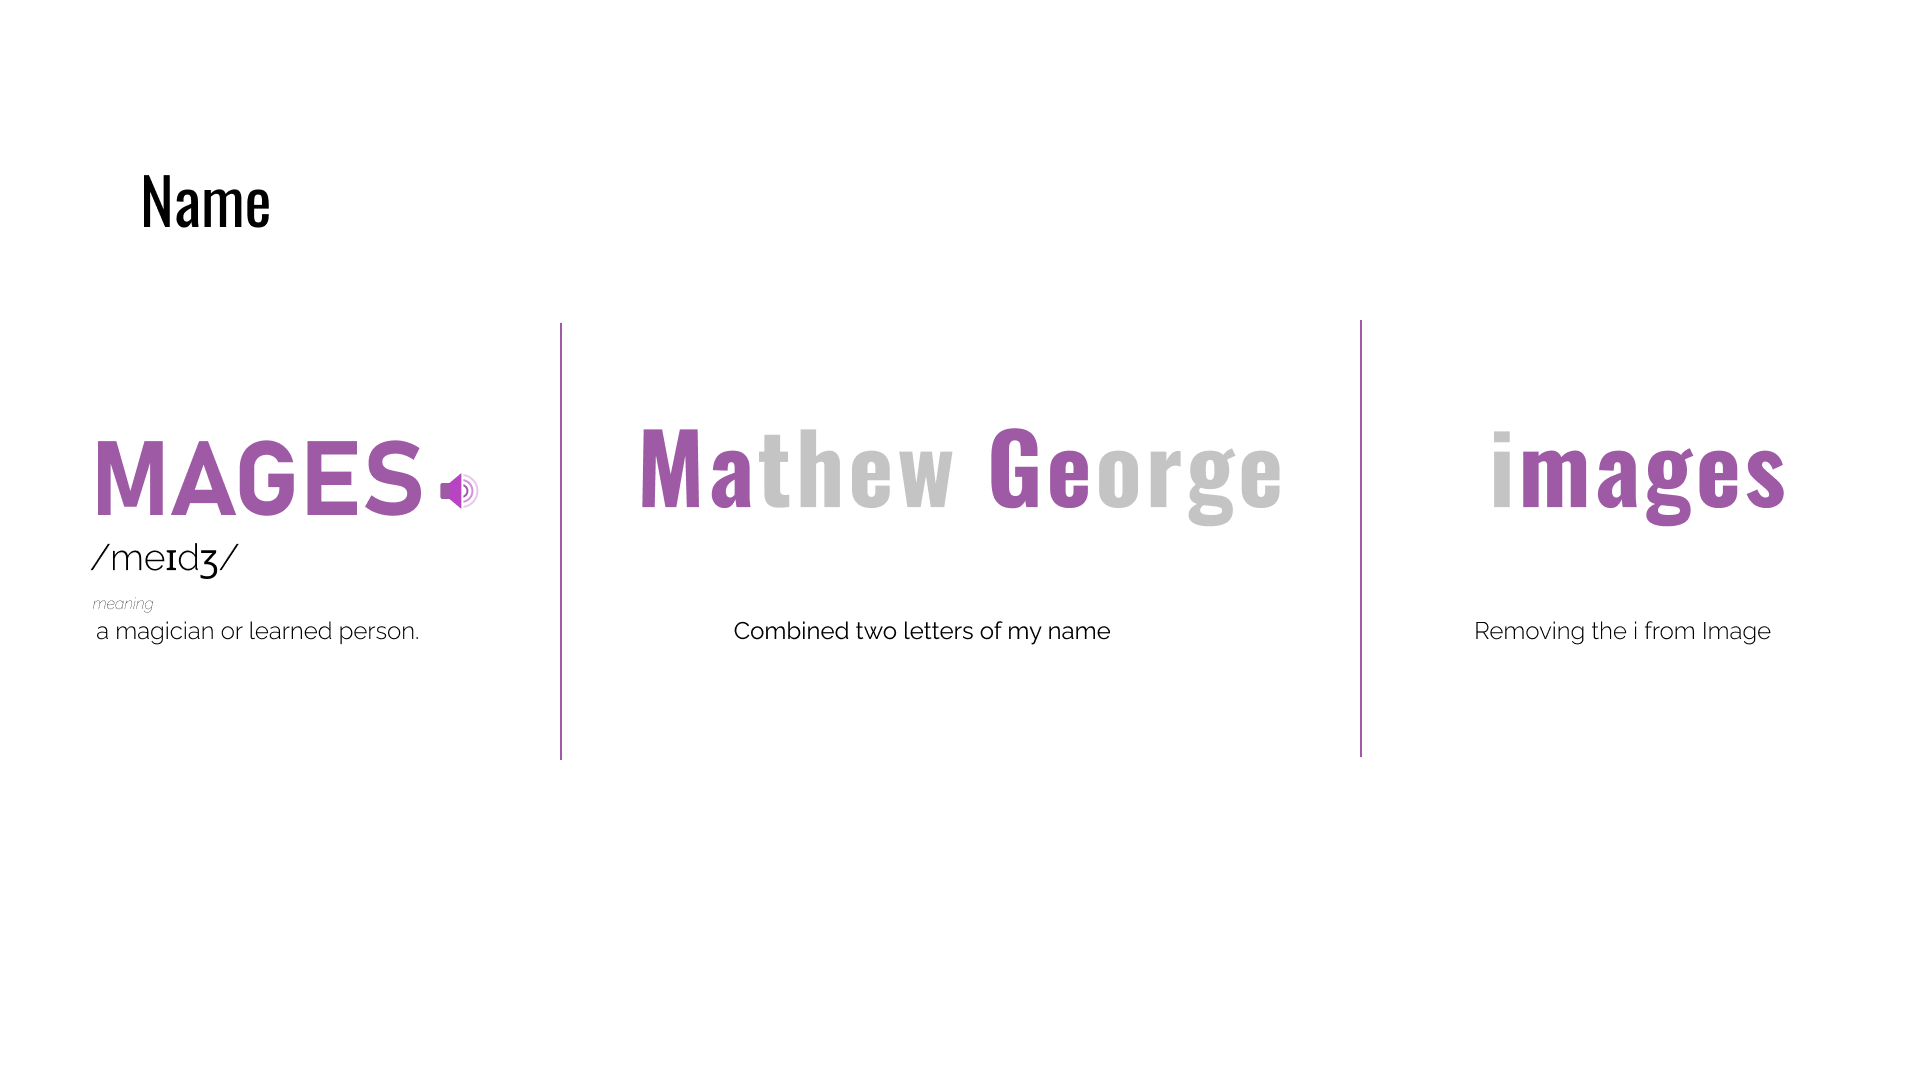 Name
MAGES
/meɪdʒ/
meaning
a magician or learned person.
Mathew George
Combined two letters of my name
images
Removing the i from Image